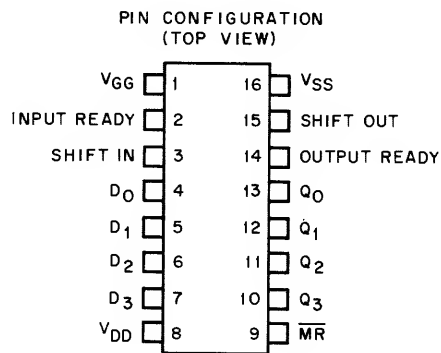 PIN CONFIGURATION
(TOP VIEW)
VGG 1 16 VSS
INPUT READY 2 15 SHIFT OUT
SHIFT IN 3 14 OUTPUT READY
D0 4 13 Q0
D1 5 12 Q1
D2 6 11 Q2
D3 7 10 Q3
VDD 8 9 M̅R̅